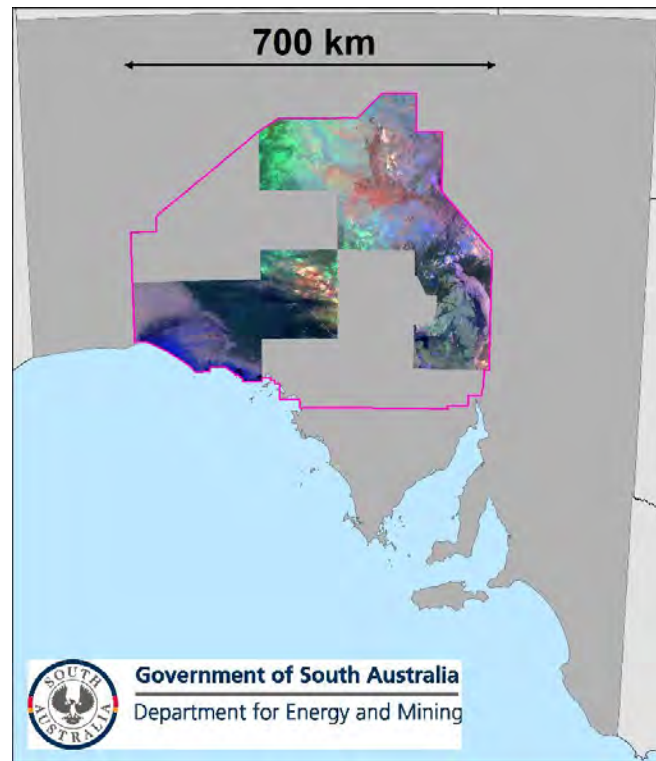 700 km
Government of South Australia
Department for Energy and Mining
SOUTH
AUSTRALIA